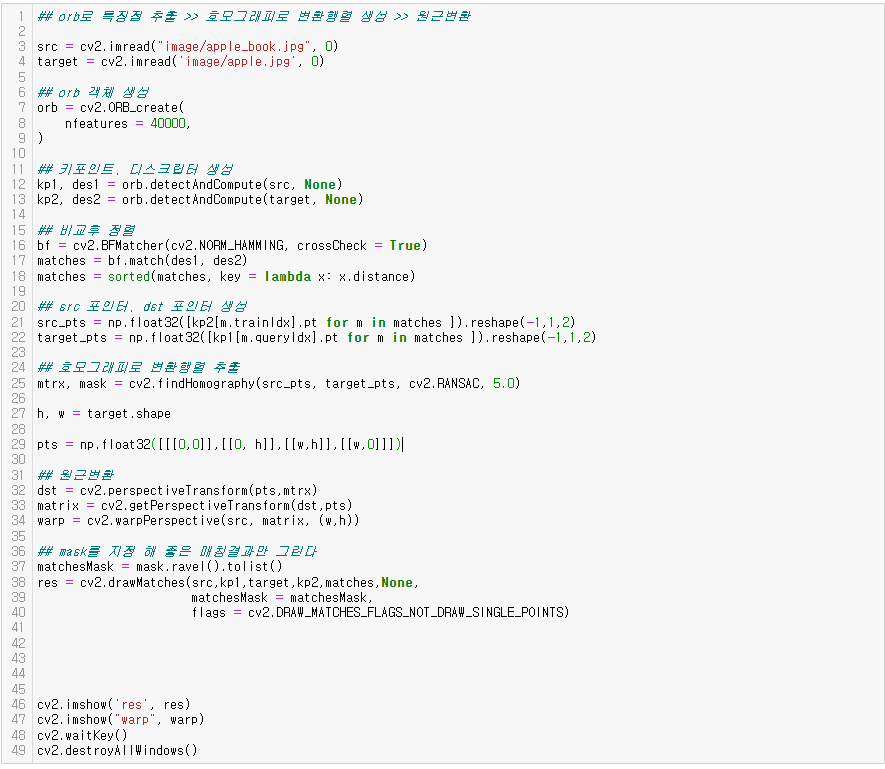 1 ## orb로 특징점 추출 >> 호모그래피로 변환행렬 생성 >> 원근변환
2
3 src = cv2.imread("image/apple_book.jpg", 0)
4 target = cv2.imread('image/apple.jpg', 0)
5
6 ## orb 객체 생성
7 orb = cv2.ORB_create(
8     nfeatures = 40000,
9 )
10
11 ## 키포인트, 디스크립터 생성
12 kp1, des1 = orb.detectAndCompute(src, None)
13 kp2, des2 = orb.detectAndCompute(target, None)
14
15 ## 비교후 정렬
16 bf = cv2.BFMatcher(cv2.NORM_HAMMING, crossCheck = True)
17 matches = bf.match(des1, des2)
18 matches = sorted(matches, key = lambda x: x.distance)
19
20 ## src 포인터, dst 포인터 생성
21 src_pts = np.float32([kp2[m.trainIdx].pt for m in matches ]).reshape(-1,1,2)
22 target_pts = np.float32([kp1[m.queryIdx].pt for m in matches ]).reshape(-1,1,2)
23
24 ## 호모그래피로 변환행렬 추출
25 mtrx, mask = cv2.findHomography(src_pts, target_pts, cv2.RANSAC, 5.0)
26
27 h, w = target.shape
28
29 pts = np.float32([[[0,0]],[[0, h]],[[w,h]],[[w,0]]])
30
31 ## 원근변환
32 dst = cv2.perspectiveTransform(pts,mtrx)
33 matrix = cv2.getPerspectiveTransform(dst,pts)
34 warp = cv2.warpPerspective(src, matrix, (w,h))
35
36 ## mask를 지정 해 좋은 매칭결과만 그린다
37 matchesMask = mask.ravel().tolist()
38 res = cv2.drawMatches(src,kp1,target,kp2,matches,None,
39                       matchesMask = matchesMask,
40                       flags = cv2.DRAW_MATCHES_FLAGS_NOT_DRAW_SINGLE_POINTS)
41
42
43
44
45
46 cv2.imshow('res', res)
47 cv2.imshow("warp", warp)
48 cv2.waitKey()
49 cv2.destroyAllWindows()